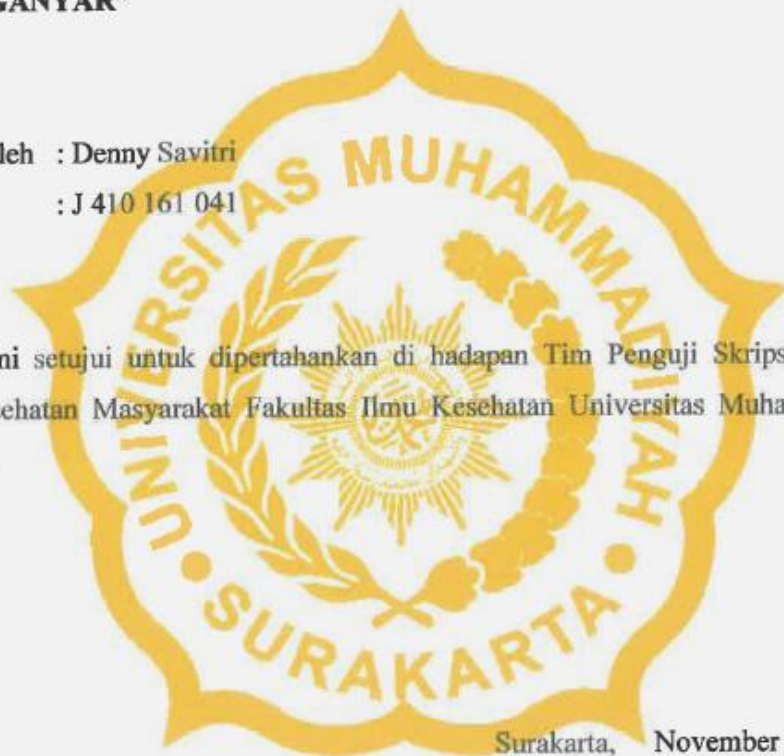 GANYAR"
leh : Denny Savitri
: J 410 161 041
ni setujui untuk dipertahankan di hadapan Tim Penguji Skrips
sehatan Masyarakat Fakultas Ilmu Kesehatan Universitas Muha
UNIVERSITAS MUHAMMADIYAH
• SURAKARTA •
Surakarta, November